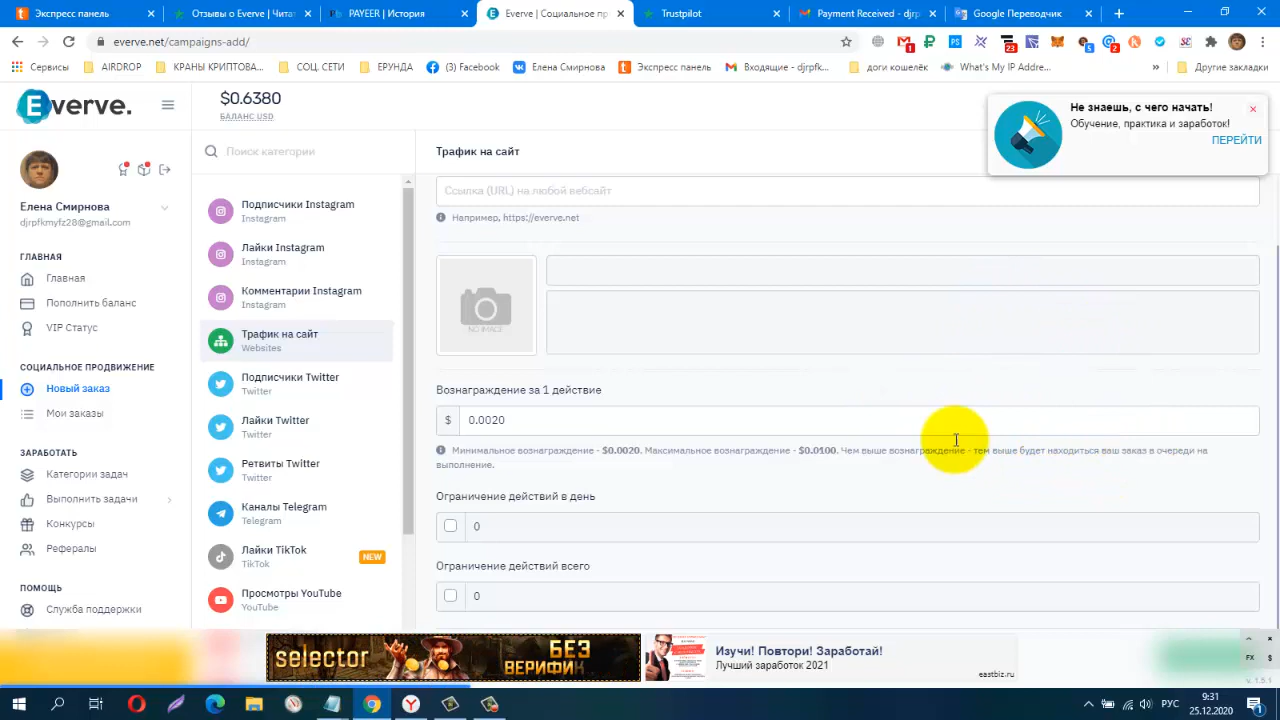 Экспресс панель
Отзывы о Everve | Читат
PAYEER | История
Everve | Социальное пр
Trustpilot
Payment Received - djrp
Google Переводчик
everve.net/campaigns-add/
Сервисы
AIRDROP
КРАНЫ КРИПТОВА...
СОЦ. СЕТИ
ЕРУНДА
(3) Facebook
Елена Смирнова
Экспресс панель
Входящие - djrpfk...
доги кошелёк
What's My IP Addre...
»
Другие закладки
Everve.
$0.6380
БАЛАНС USD
Не знаешь, с чего начать!
Обучение, практика и заработок!
ПЕРЕЙТИ
Поиск категории
Трафик на сайт
Елена Смирнова
djrpfkmyfz28@gmail.com
ГЛАВНАЯ
Главная
Пополнить баланс
VIP Статус
СОЦИАЛЬНОЕ ПРОДВИЖЕНИЕ
Новый заказ
Мои заказы
ЗАРАБОТАТЬ
Категории задач
Выполнить задачи
Конкурсы
Рефералы
ПОМОЩЬ
Служба поддержки
Подписчики Instagram
Instagram
Лайки Instagram
Instagram
Комментарии Instagram
Instagram
Трафик на сайт
Websites
Подписчики Twitter
Twitter
Лайки Twitter
Twitter
Ретвиты Twitter
Twitter
Каналы Telegram
Telegram
Лайки TikTok
TikTok
NEW
Просмотры YouTube
YouTube
Ссылка (URL) на любой вебсайт
Например, https://everve.net
NO IMAGE
Вознаграждение за 1 действие
$ 0.0020
Минимальное вознаграждение - $0.0020. Максимальное вознаграждение - $0.0100. Чем выше вознаграждение - тем выше будет находиться ваш заказ в очереди на
выполнение.
Ограничение действий в день
0
Ограничение действий всего
0
selector
БЕЗ
ВЕРИФИК
Изучи! Повтори! Заработай!
Лучший заработок 2021
eastbiz.ru
FX
v. 1.5.1
РУС
9:31
25.12.2020